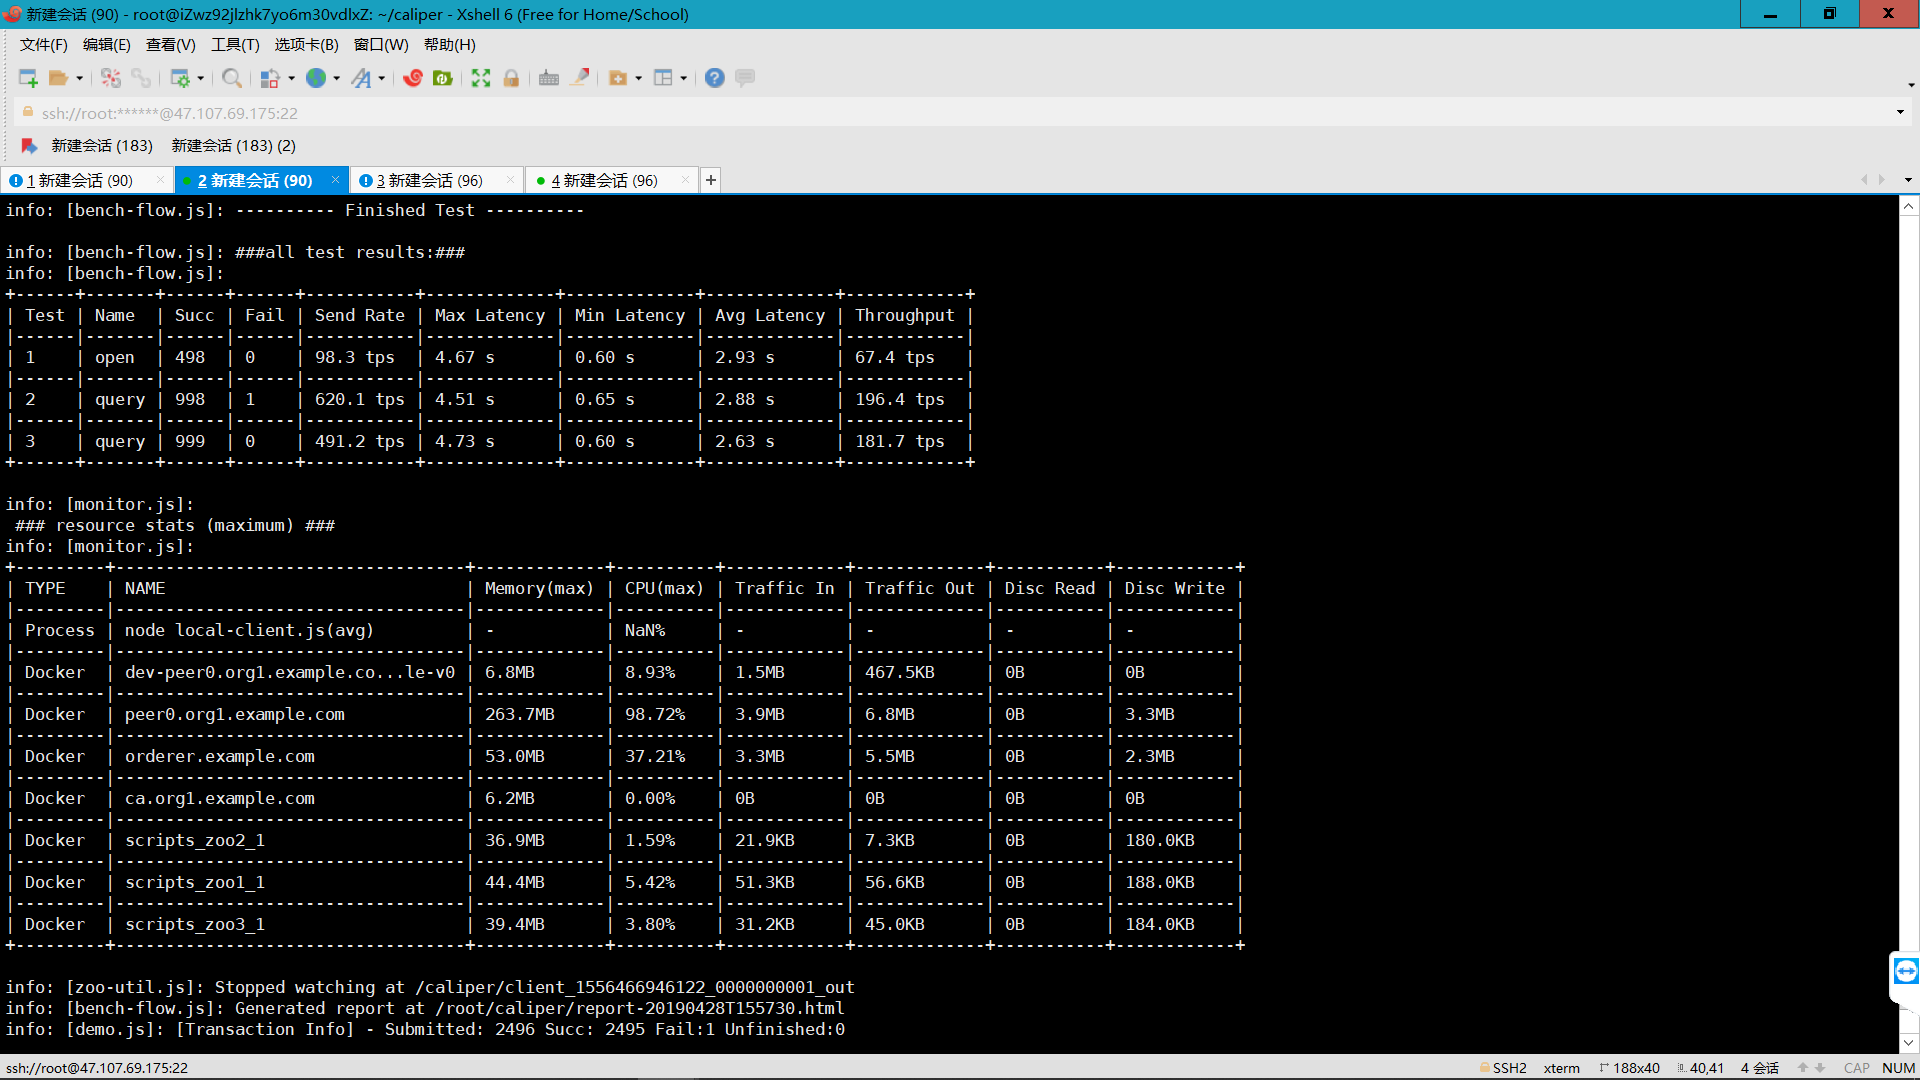 新建会话 (90) - root@iZwz92jlzhk7yo6m30vdlxZ: ~/caliper - Xshell 6 (Free for Home/School)
文件(F) 编辑(E) 查看(V) 工具(T) 选项卡(B) 窗口(W) 帮助(H)
ssh://root:******@47.107.69.175:22
新建会话 (183) 新建会话 (183) (2)
1 新建会话 (90) × 2 新建会话 (90) × 3 新建会话 (96) × 4 新建会话 (96) × +
info: [bench-flow.js]: ---------- Finished Test ----------
info: [bench-flow.js]: ###all test results:###
info: [bench-flow.js]:
+------+-------+------+------+-----------+-------------+-------------+-------------+------------+
| Test | Name  | Succ | Fail | Send Rate | Max Latency | Min Latency | Avg Latency | Throughput |
|------|-------|------|------|-----------|-------------|-------------|-------------|------------|
| 1    | open  | 498  | 0    | 98.3 tps  | 4.67 s      | 0.60 s      | 2.93 s      | 67.4 tps   |
|------|-------|------|------|-----------|-------------|-------------|-------------|------------|
| 2    | query | 998  | 1    | 620.1 tps | 4.51 s      | 0.65 s      | 2.88 s      | 196.4 tps  |
|------|-------|------|------|-----------|-------------|-------------|-------------|------------|
| 3    | query | 999  | 0    | 491.2 tps | 4.73 s      | 0.60 s      | 2.63 s      | 181.7 tps  |
+------+-------+------+------+-----------+-------------+-------------+-------------+------------+
info: [monitor.js]:
 ### resource stats (maximum) ###
info: [monitor.js]:
+---------+-----------------------------------+-------------+----------+------------+-------------+-----------+------------+
| TYPE    | NAME                              | Memory(max) | CPU(max) | Traffic In | Traffic Out | Disc Read | Disc Write |
|---------|-----------------------------------|-------------|----------|------------|-------------|-----------|------------|
| Process | node local-client.js(avg)         | -           | NaN%     | -          | -           | -         | -          |
|---------|-----------------------------------|-------------|----------|------------|-------------|-----------|------------|
| Docker  | dev-peer0.org1.example.co...le-v0 | 6.8MB       | 8.93%    | 1.5MB      | 467.5KB     | 0B        | 0B         |
|---------|-----------------------------------|-------------|----------|------------|-------------|-----------|------------|
| Docker  | peer0.org1.example.com            | 263.7MB     | 98.72%   | 3.9MB      | 6.8MB       | 0B        | 3.3MB      |
|---------|-----------------------------------|-------------|----------|------------|-------------|-----------|------------|
| Docker  | orderer.example.com               | 53.0MB      | 37.21%   | 3.3MB      | 5.5MB       | 0B        | 2.3MB      |
|---------|-----------------------------------|-------------|----------|------------|-------------|-----------|------------|
| Docker  | ca.org1.example.com               | 6.2MB       | 0.00%    | 0B         | 0B          | 0B        | 0B         |
|---------|-----------------------------------|-------------|----------|------------|-------------|-----------|------------|
| Docker  | scripts_zoo2_1                    | 36.9MB      | 1.59%    | 21.9KB     | 7.3KB       | 0B        | 180.0KB    |
|---------|-----------------------------------|-------------|----------|------------|-------------|-----------|------------|
| Docker  | scripts_zoo1_1                    | 44.4MB      | 5.42%    | 51.3KB     | 56.6KB      | 0B        | 188.0KB    |
|---------|-----------------------------------|-------------|----------|------------|-------------|-----------|------------|
| Docker  | scripts_zoo3_1                    | 39.4MB      | 3.80%    | 31.2KB     | 45.0KB      | 0B        | 184.0KB    |
+---------+-----------------------------------+-------------+----------+------------+-------------+-----------+------------+
info: [zoo-util.js]: Stopped watching at /caliper/client_1556466946122_0000000001_out
info: [bench-flow.js]: Generated report at /root/caliper/report-20190428T155730.html
info: [demo.js]: [Transaction Info] - Submitted: 2496 Succ: 2495 Fail:1 Unfinished:0
ssh://root@47.107.69.175:22 SSH2 xterm 188x40 40,41 4 会话 CAP NUM